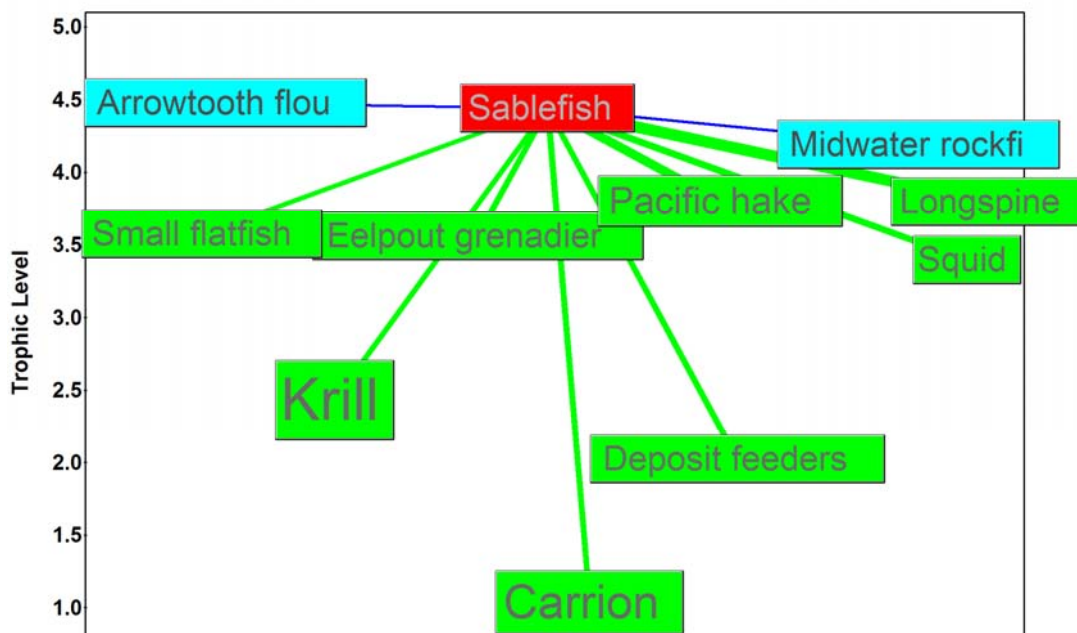 Trophic Level
5.0
4.5
4.0
3.5
3.0
2.5
2.0
1.5
1.0
Arrowtooth flou
Sablefish
Midwater rockfi
Pacific hake
Longspine
Small flatfish
Eelpout grenadier
Squid
Krill
Deposit feeders
Carrion